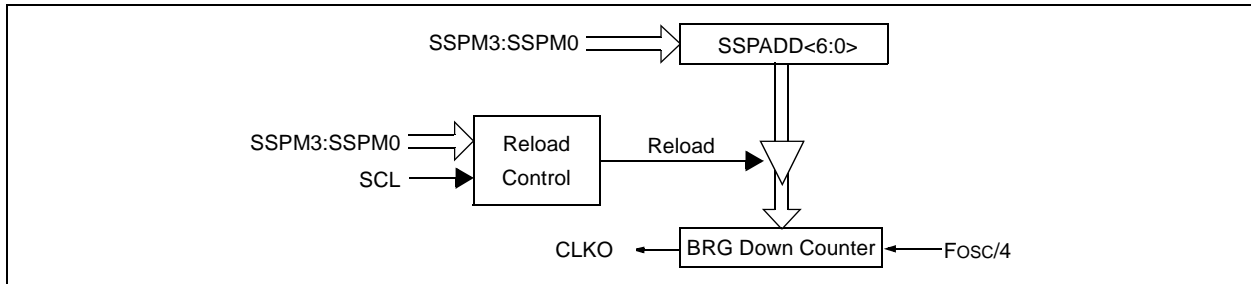 SSPM3:SSPM0
SSPADD<6:0>
SSPM3:SSPM0
SCL
Reload
Control
Reload
CLKO
BRG Down Counter
FOSC/4